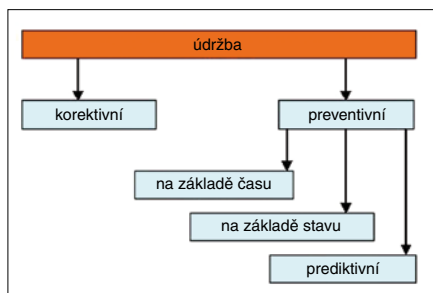 údržba
korektivní
preventivní
na základě času
na základě stavu
prediktivní